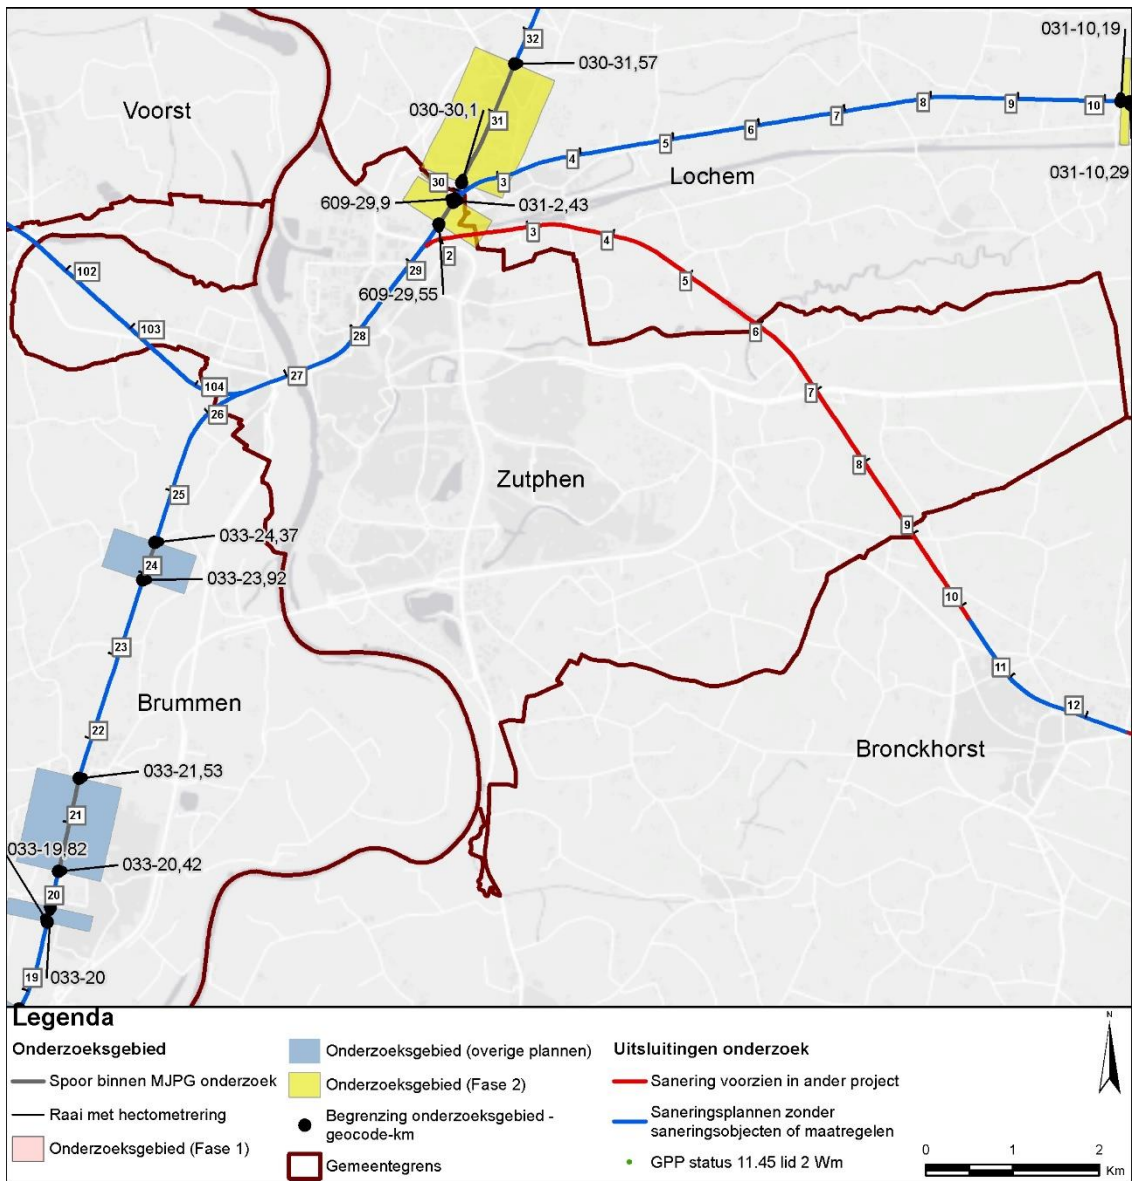 32
031-10,19
030-31,57
Voorst
030-30,1
31
8
9
10
7
6
5
4
Lochem
30
3
031-10,29
609-29,9
031-2,43
3
4
2
102
29
5
609-29,55
103
28
6
27
104
26
7
8
Zutphen
25
9
033-24,37
24
033-23,92
10
23
11
Brummen
22
12
Bronckhorst
033-21,53
21
033-19,82
033-20,42
20
19
033-20
Legenda
Onderzoeksgebied
Spoor binnen MJPG onderzoek
Raai met hectometrering
Onderzoeksgebied (Fase 1)
Onderzoeksgebied (overige plannen)
Onderzoeksgebied (Fase 2)
Begrenzing onderzoeksgebied -
geocode-km
Gemeentegrens
Uitsluitingen onderzoek
Sanering voorzien in ander project
Saneringsplannen zonder
saneringsobjecten of maatregelen
GPP status 11.45 lid 2 Wm
N
0 1 2
Km